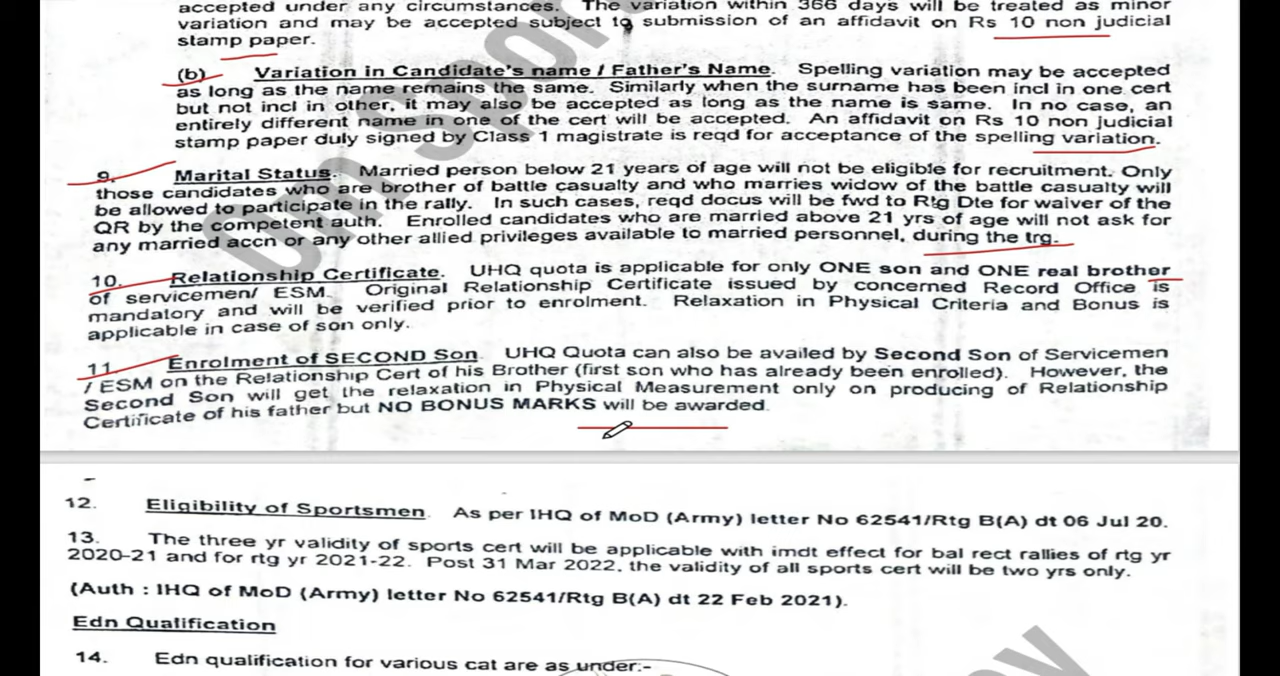 accepted under any circumstances. The variation within 366 days will be treated as minor
variation and may be accepted subject to submission of an affidavit on Rs 10 non judicial
stamp paper.
(b) Variation in Candidate's name / Father's Name. Spelling variation may be accepted
as long as the name remains the same. Similarly when the surname has been incl in one cert
but not incl in other, it may also be accepted as long as the name is same. In no case, an
entirely different name in one of the cert will be accepted. An affidavit on Rs 10 non judicial
stamp paper duly signed by Class 1 magistrate is reqd for acceptance of the spelling variation.
9. Marital Status. Married person below 21 years of age will not be eligible for recruitment. Only
those candidates who are brother of battle casualty and who marries widow of the battle casualty will
be allowed to participate in the rally. In such cases, reqd docus will be fwd to Rtg Dte for waiver of the
QR by the competent auth. Enrolled candidates who are married above 21 yrs of age will not ask for
any married accn or any other allied privileges available to married personnel, during the trg.
10. Relationship Certificate. UHQ quota is applicable for only ONE son and ONE real brother
of servicemen/ ESM. Original Relationship Certificate issued by concerned Record Office is
mandatory and will be verified prior to enrolment. Relaxation in Physical Criteria and Bonus is
applicable in case of son only.
11. Enrolment of SECOND Son. UHQ Quota can also be availed by Second Son of Servicemen
/ ESM on the Relationship Cert of his Brother (first son who has already been enrolled). However, the
Second Son will get the relaxation in Physical Measurement only on producing of Relationship
Certificate of his father but NO BONUS MARKS will be awarded.
12. Eligibility of Sportsmen. As per IHQ of MoD (Army) letter No 62541/Rtg B(A) dt 06 Jul 20.
13. The three yr validity of sports cert will be applicable with imdt effect for bal rect rallies of rtg yr
2020-21 and for rtg yr 2021-22. Post 31 Mar 2022, the validity of all sports cert will be two yrs only.
(Auth : IHQ of MoD (Army) letter No 62541/Rtg B(A) dt 22 Feb 2021).
Edn Qualification
14. Edn qualification for various cat are as under:-